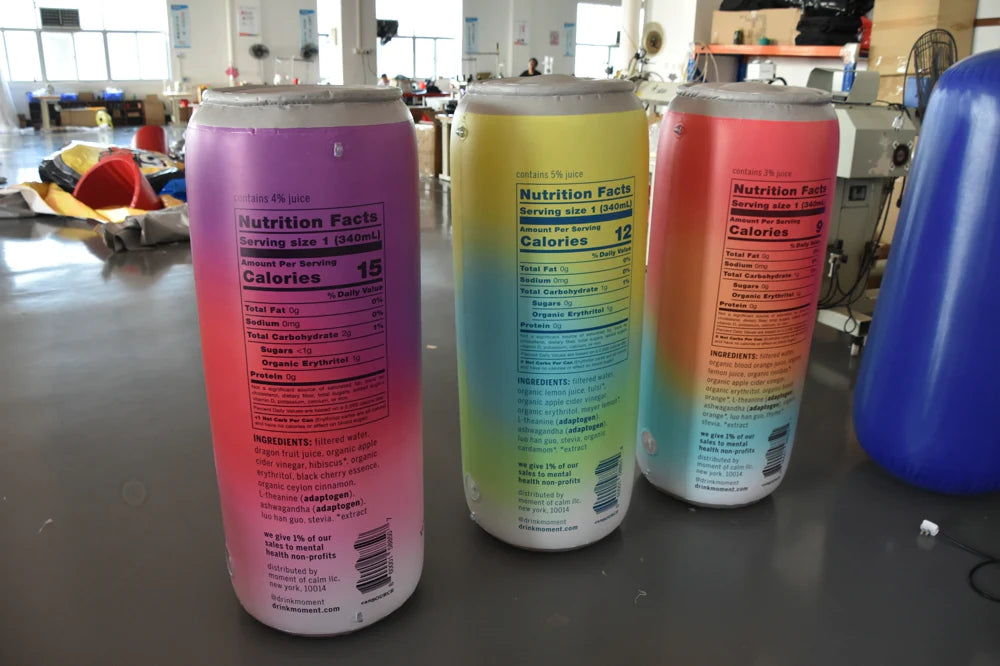 contains 4% juice
Nutrition Facts
Serving size 1 (340mL)
Amount Per Serving
Calories 15
% Daily Value
Total Fat 0g 0%
Sodium 0mg 0%
Total Carbohydrate 2g 1%
Sugars <1g
Organic Erythritol 1g
Protein 0g
INGREDIENTS: filtered water,
dragon fruit juice, organic apple
cider vinegar, hibiscus*, organic
erythritol, black cherry essence,
organic ceylon cinnamon,
L-theanine (adaptogen),
ashwagandha (adaptogen),
luo han guo, stevia. *extract
we give 1% of our
sales to mental
health non-profits
distributed by
moment of calm llc,
new york, 10014
@drinkmoment
drinkmoment.com
contains 5% juice
Nutrition Facts
Serving size 1 (340mL)
Amount Per Serving
Calories 12
% Daily Value
Total Fat 0g 0%
Sodium 0mg 0%
Total Carbohydrate 1g 1%
Sugars 0g
Organic Erythritol 1g
Protein 0g
INGREDIENTS: filtered water,
organic lemon juice, tulsi*,
organic apple cider vinegar,
organic erythritol, meyer lemon*,
L-theanine (adaptogen),
ashwagandha (adaptogen),
luo han guo, stevia, organic
cardamom*. *extract
we give 1% of our
sales to mental
health non-profits
distributed by
moment of calm llc,
new york, 10014
@drinkmoment
drinkmoment.com
contains 3% juice
Nutrition Facts
Serving size 1 (340mL)
Amount Per Serving
Calories 9
% Daily
Total Fat 0g
Sodium 0mg
Total Carbohydrate
Sugars 0g
Organic Erythritol
Protein 0g
INGREDIENTS: filtered water,
organic blood orange juice,
lemon juice, organic
organic apple cider vinegar,
organic erythritol,
orange*, L-theanine
ashwagandha (adaptogen),
orange*, luo han guo,
stevia. *extract
we give 1% of our
sales to mental
health non-profits
distributed by
moment of calm llc,
new york, 10014
@drinkmoment
drinkmoment.com